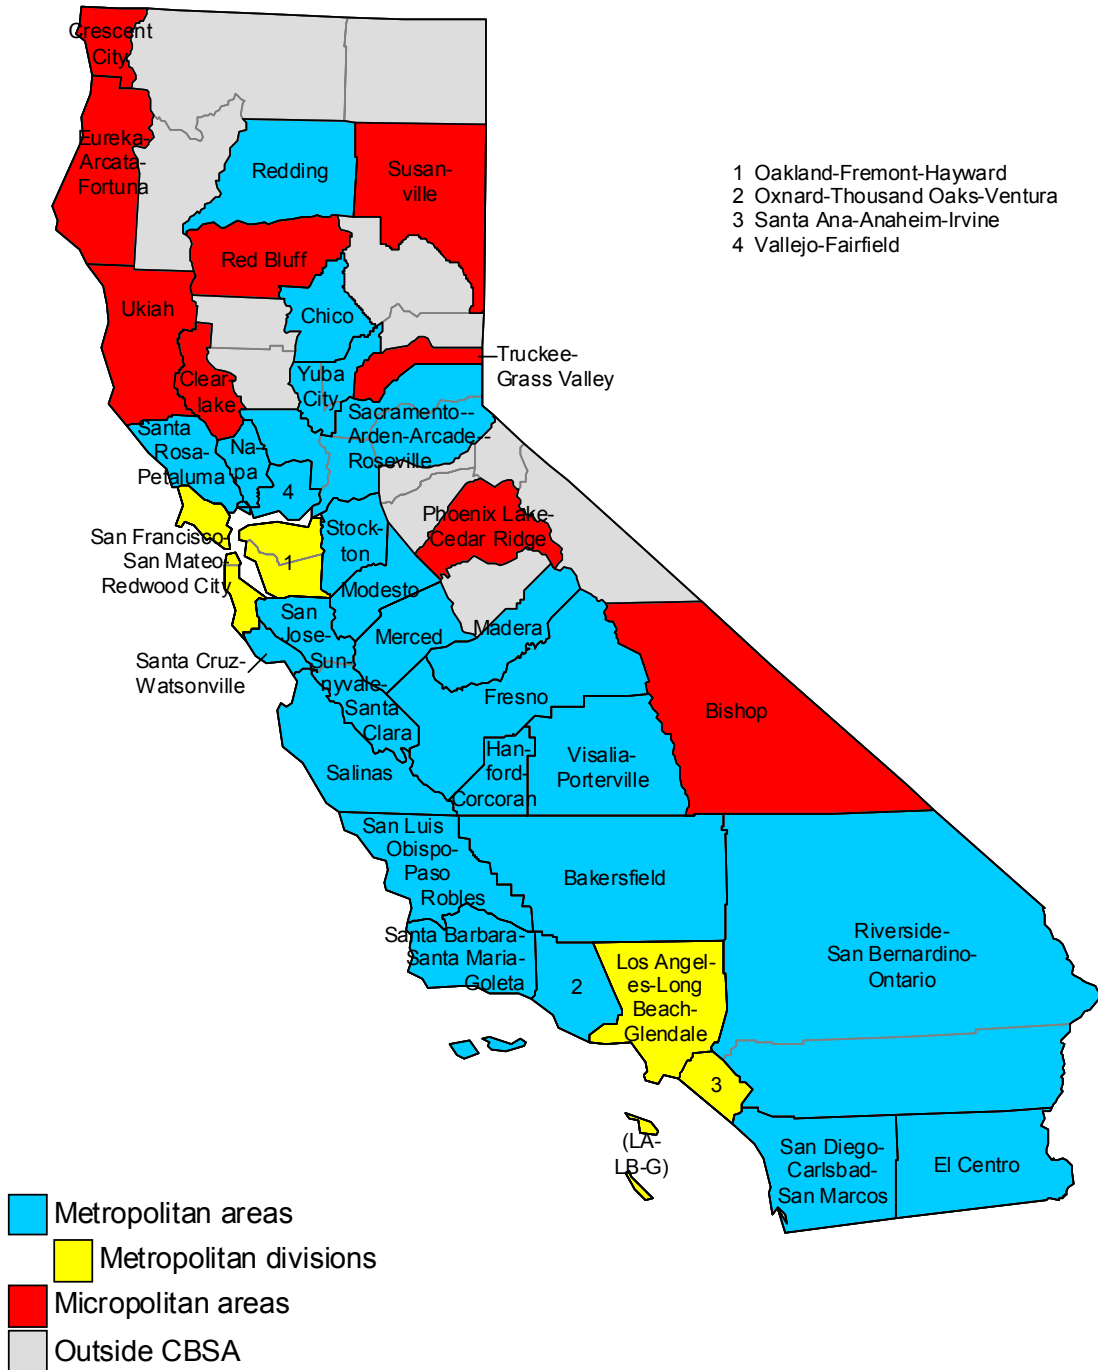 Crescent
City
Eureka-
Arcata-
Fortuna
Redding
Susan-
ville
1 Oakland-Fremont-Hayward
2 Oxnard-Thousand Oaks-Ventura
3 Santa Ana-Anaheim-Irvine
4 Vallejo-Fairfield
Red Bluff
Ukiah
Chico
Truckee-
Grass Valley
Clear-
lake
Yuba
City
Sacramento--
Arden-Arcade--
Roseville
Santa
Rosa-
Petaluma
Na-
pa
4
Phoenix Lake-
Cedar Ridge
San Francisco-
San Mateo-
Redwood City
1
Stock-
ton
Modesto
San
Jose-
Sun-
nyvale-
Santa
Clara
Merced
Madera
Santa Cruz-
Watsonville
Fresno
Bishop
Salinas
Han-
ford-
Corcoran
Visalia-
Porterville
San Luis
Obispo-
Paso
Robles
Bakersfield
Santa Barbara-
Santa Maria-
Goleta
2
Los Angel-
es-Long
Beach-
Glendale
Riverside-
San Bernardino-
Ontario
3
(LA-
LB-G)
San Diego-
Carlsbad-
San Marcos
El Centro
Metropolitan areas
Metropolitan divisions
Micropolitan areas
Outside CBSA